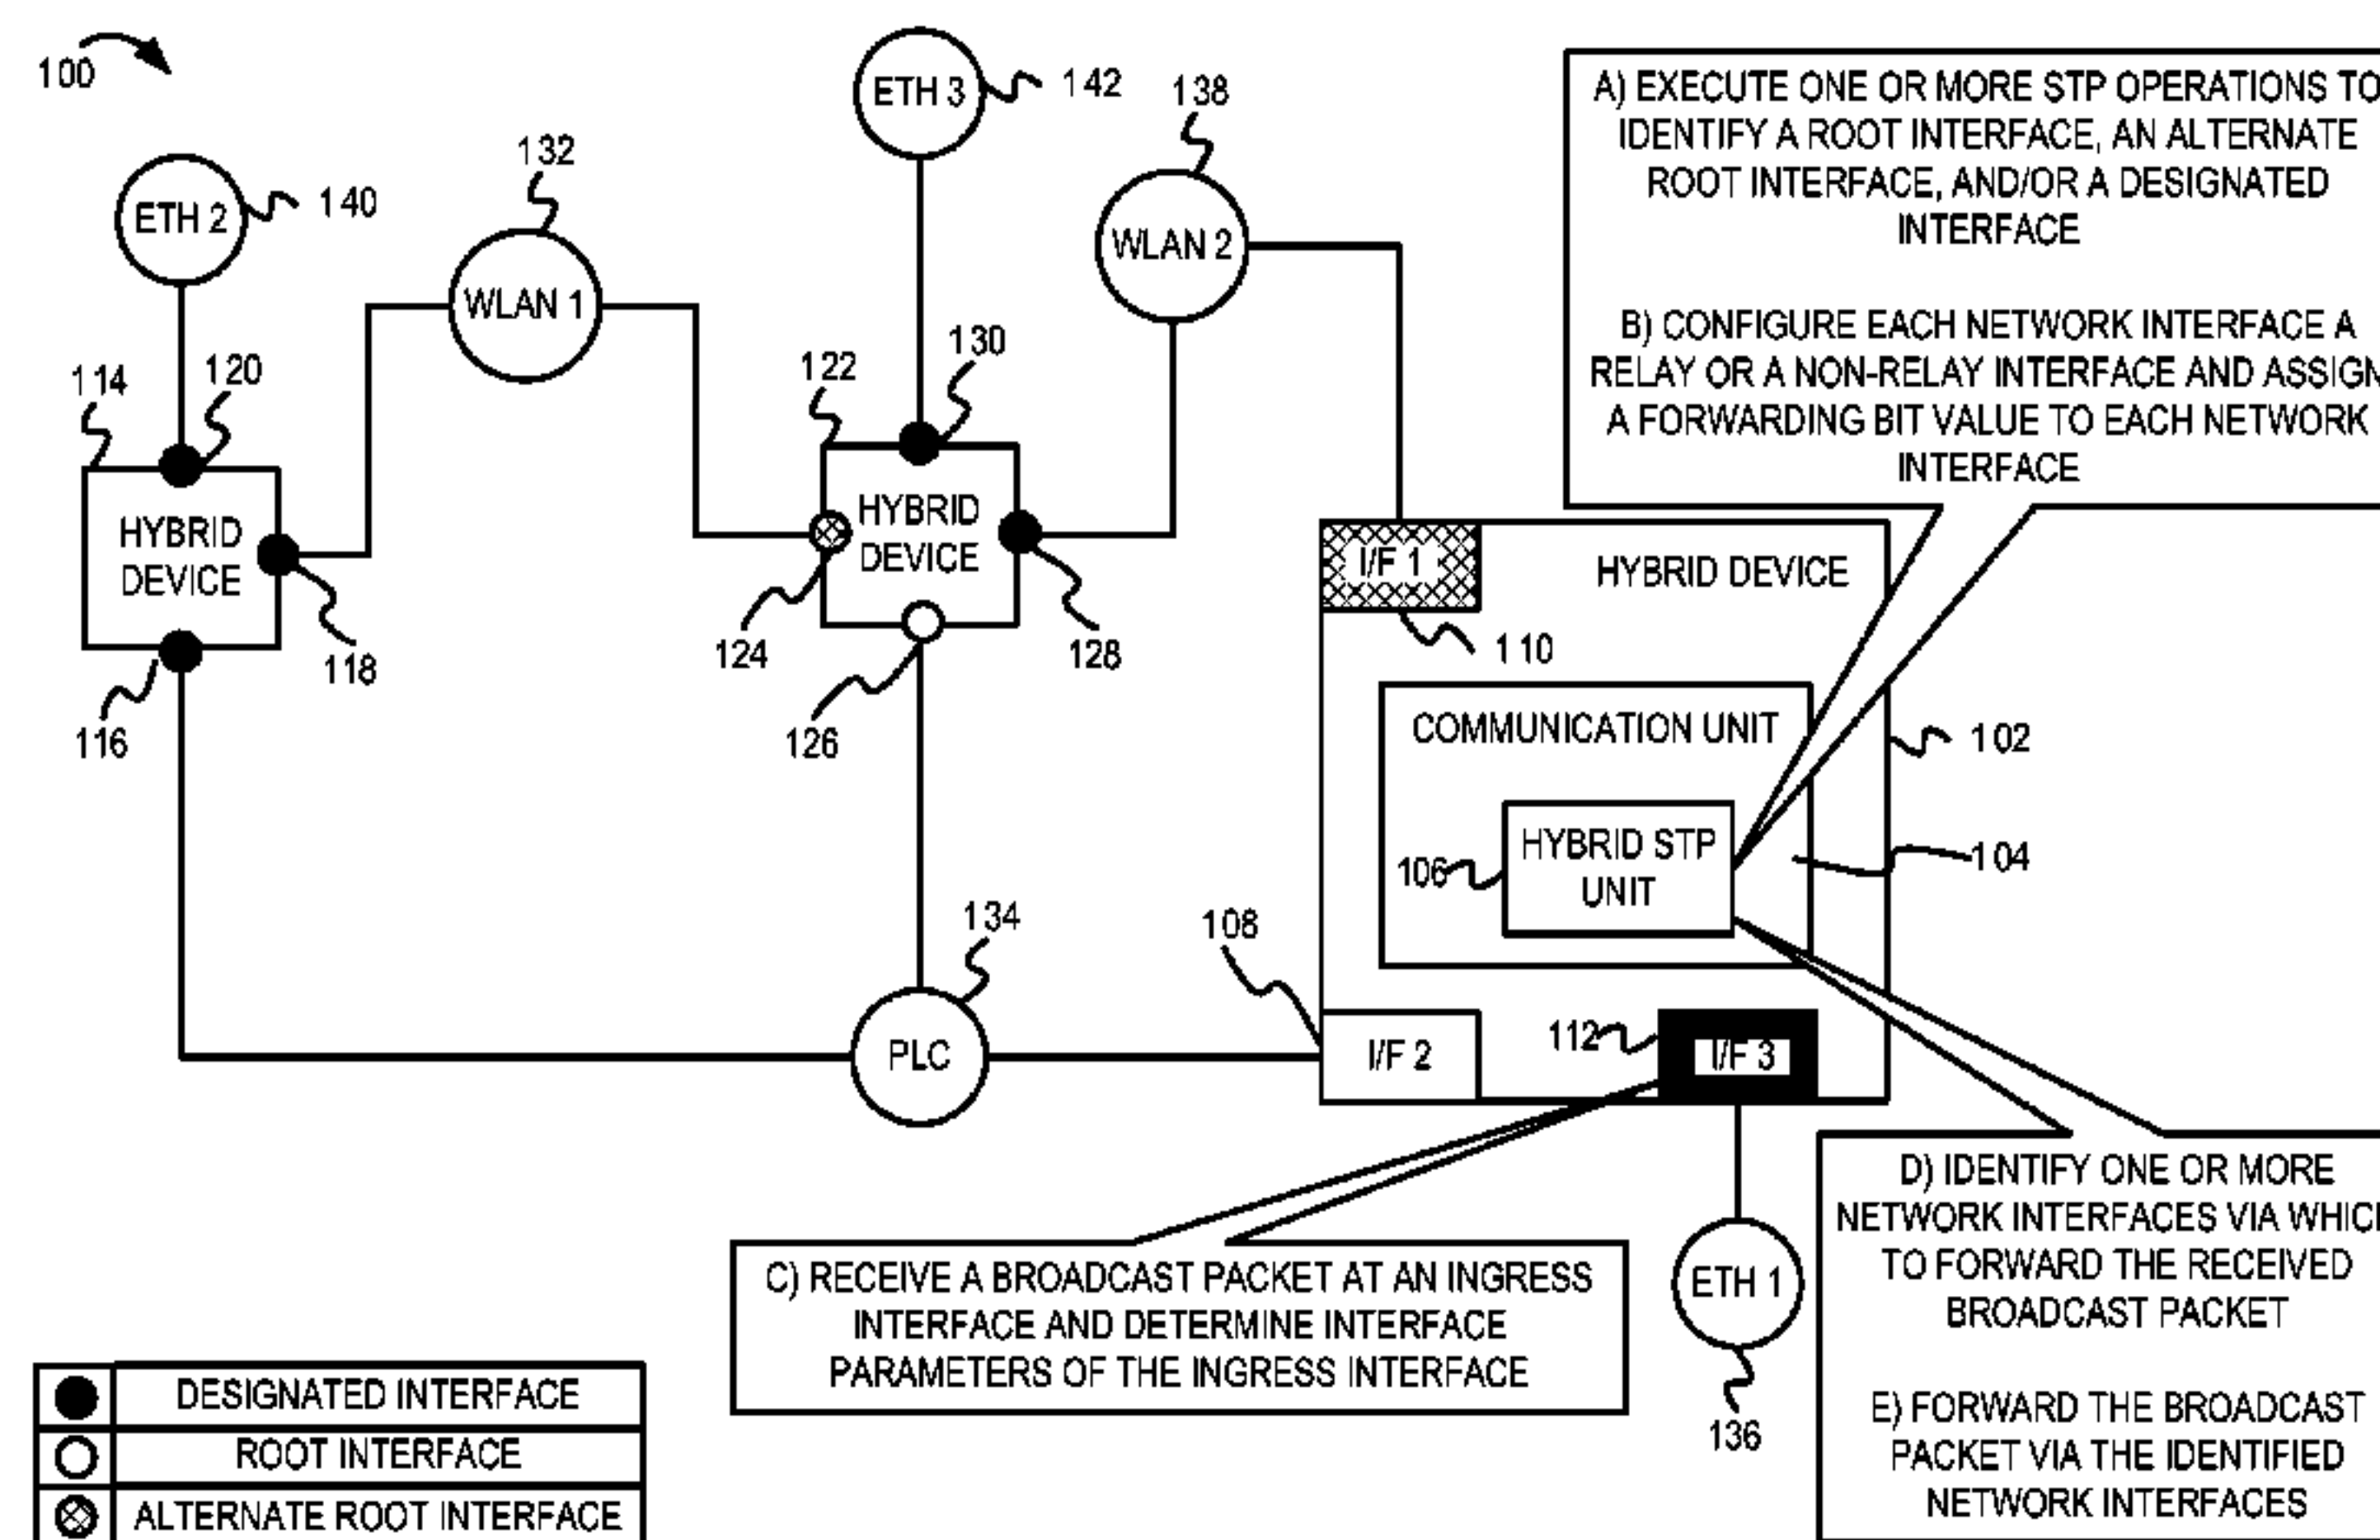 100
ETH 3
142
138
A) EXECUTE ONE OR MORE STP OPERATIONS TO
IDENTIFY A ROOT INTERFACE, AN ALTERNATE
ROOT INTERFACE, AND/OR A DESIGNATED
INTERFACE
B) CONFIGURE EACH NETWORK INTERFACE A
RELAY OR A NON-RELAY INTERFACE AND ASSIGN
A FORWARDING BIT VALUE TO EACH NETWORK
INTERFACE
132
ETH 2
140
WLAN 1
WLAN 2
114
120
122
130
HYBRID
DEVICE
118
116
HYBRID
DEVICE
124
126
128
I/F 1
HYBRID DEVICE
110
COMMUNICATION UNIT
102
HYBRID STP
UNIT
106
104
134
108
PLC
I/F 2
112
I/F 3
C) RECEIVE A BROADCAST PACKET AT AN INGRESS
INTERFACE AND DETERMINE INTERFACE
PARAMETERS OF THE INGRESS INTERFACE
ETH 1
136
D) IDENTIFY ONE OR MORE
NETWORK INTERFACES VIA WHICH
TO FORWARD THE RECEIVED
BROADCAST PACKET
E) FORWARD THE BROADCAST
PACKET VIA THE IDENTIFIED
NETWORK INTERFACES
DESIGNATED INTERFACE
ROOT INTERFACE
ALTERNATE ROOT INTERFACE